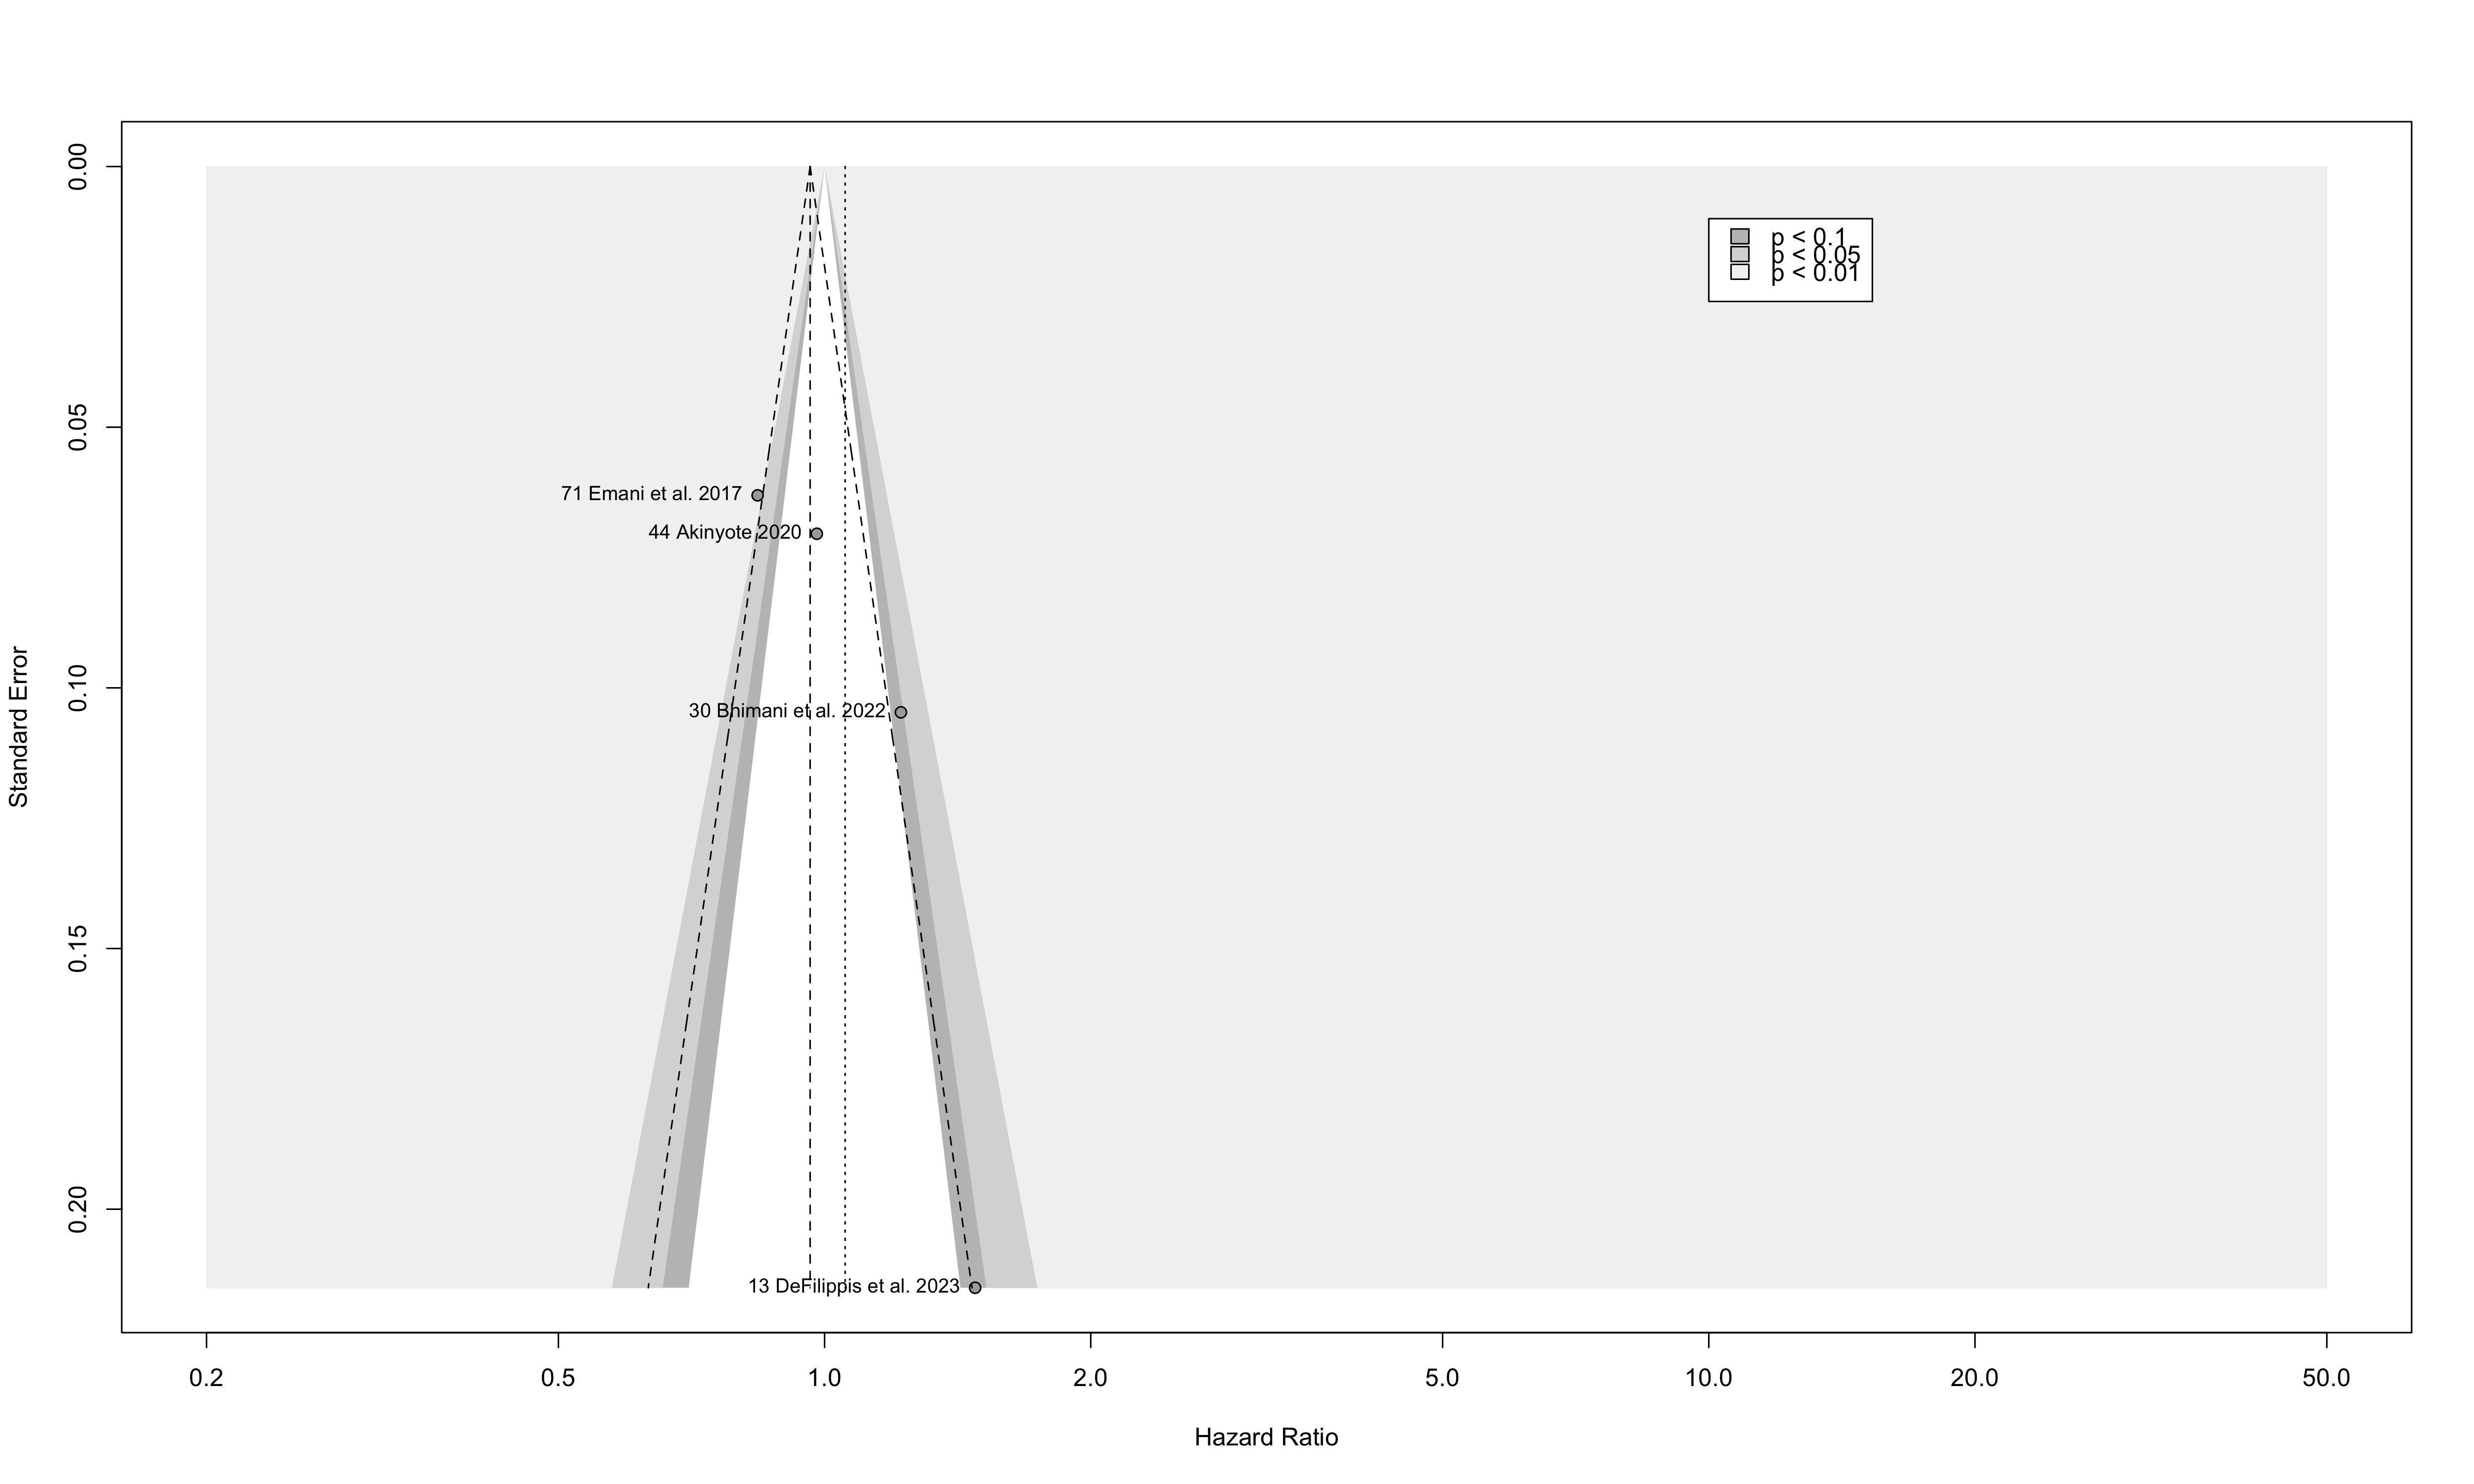 0.00
0.05
0.10
0.15
0.20
Standard Error
p < 0.1
p < 0.05
p < 0.01
71 Emani et al. 2017
44 Akinyote 2020
30 Bhimani et al. 2022
13 DeFilippis et al. 2023
0.2 0.5 1.0 2.0 5.0 10.0 20.0 50.0
Hazard Ratio